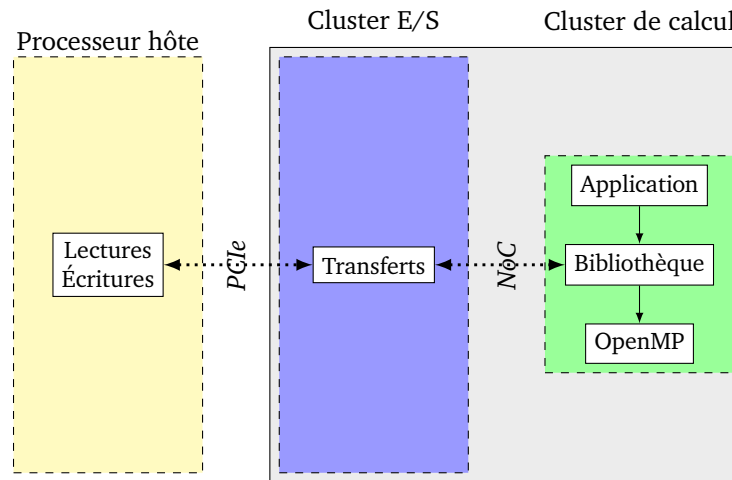 Processeur hôte
Cluster E/S
Cluster de calcul
Lectures
Écritures
PCIe
Transferts
NoC
Application
Bibliothèque
OpenMP